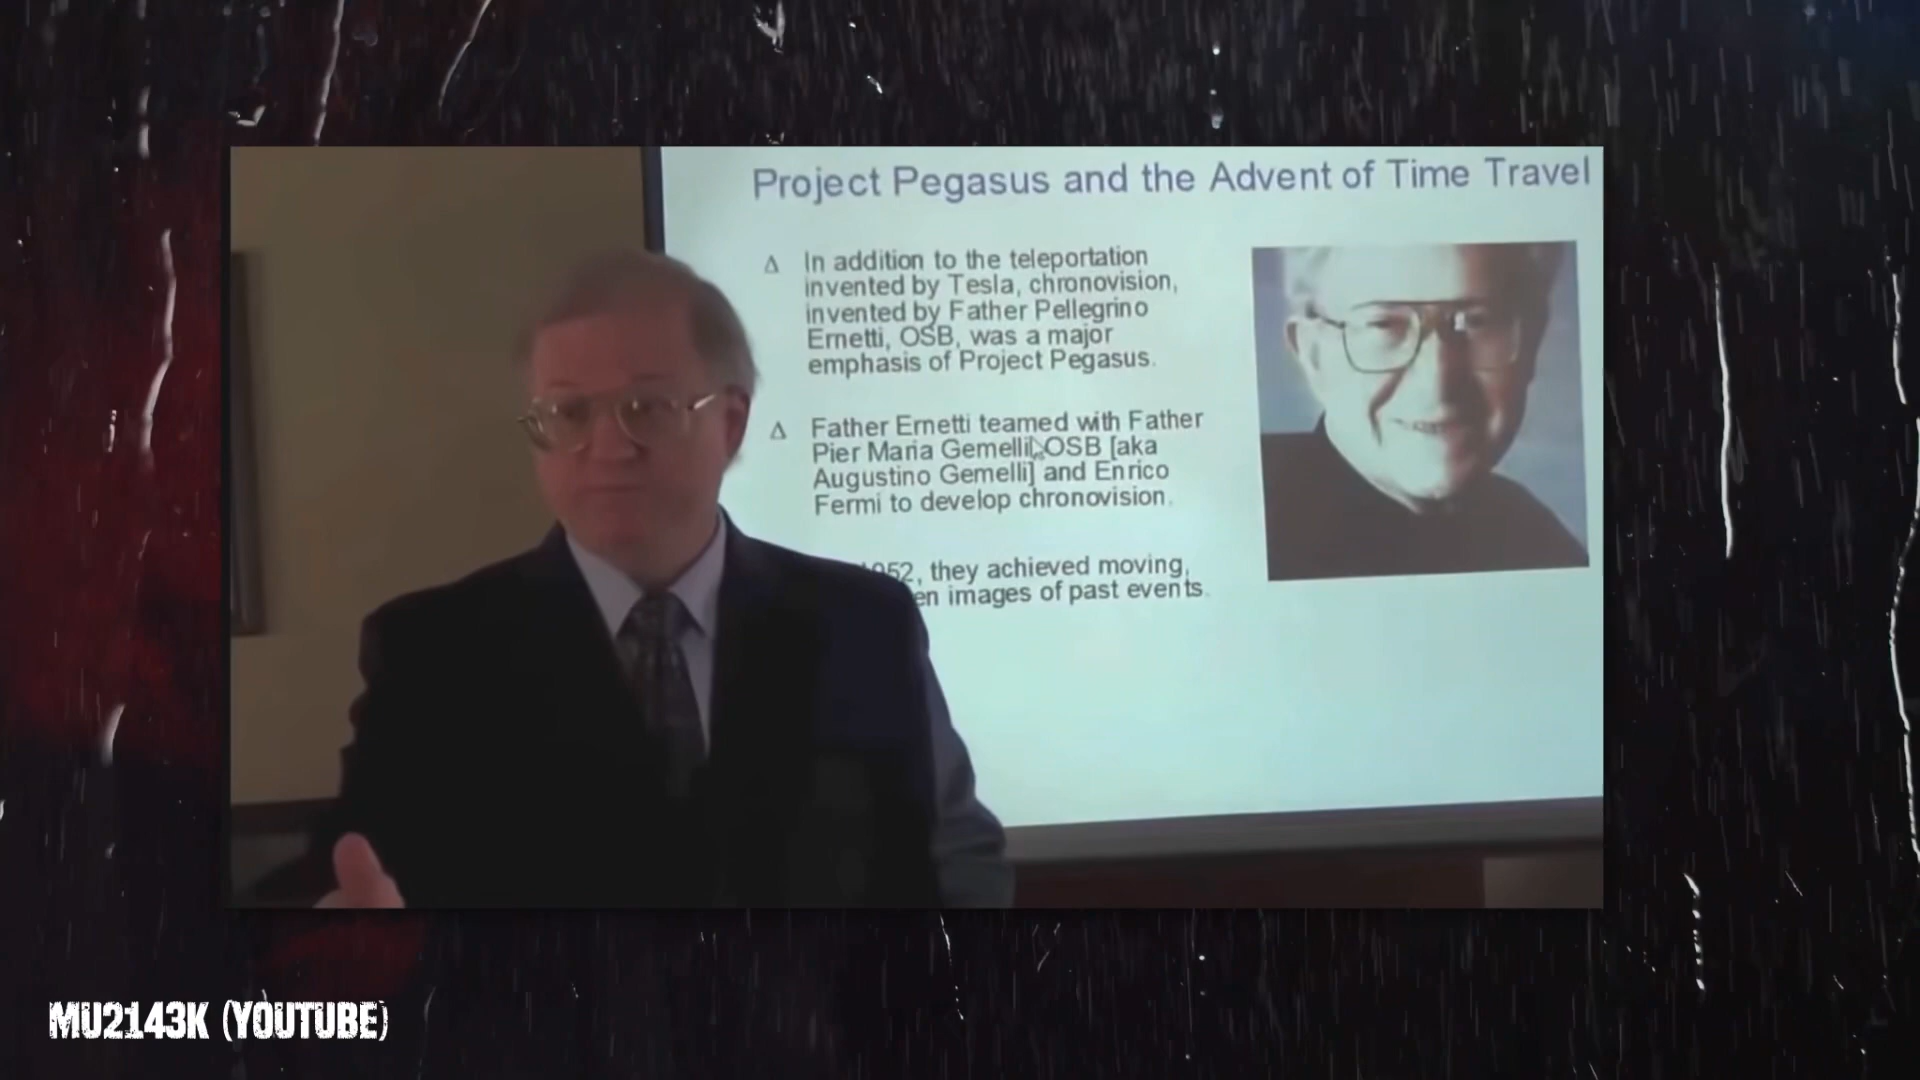 Project Pegasus and the Advent of Time Travel
Δ In addition to the teleportation
invented by Tesla, chronovision,
invented by Father Pellegrino
Ernetti, OSB, was a major
emphasis of Project Pegasus.
Δ Father Ernetti teamed with Father
Pier Maria Gemelli, OSB [aka
Augustino Gemelli] and Enrico
Fermi to develop chronovision.
1952, they achieved moving,
images of past events.
MU2143K (YOUTUBE)